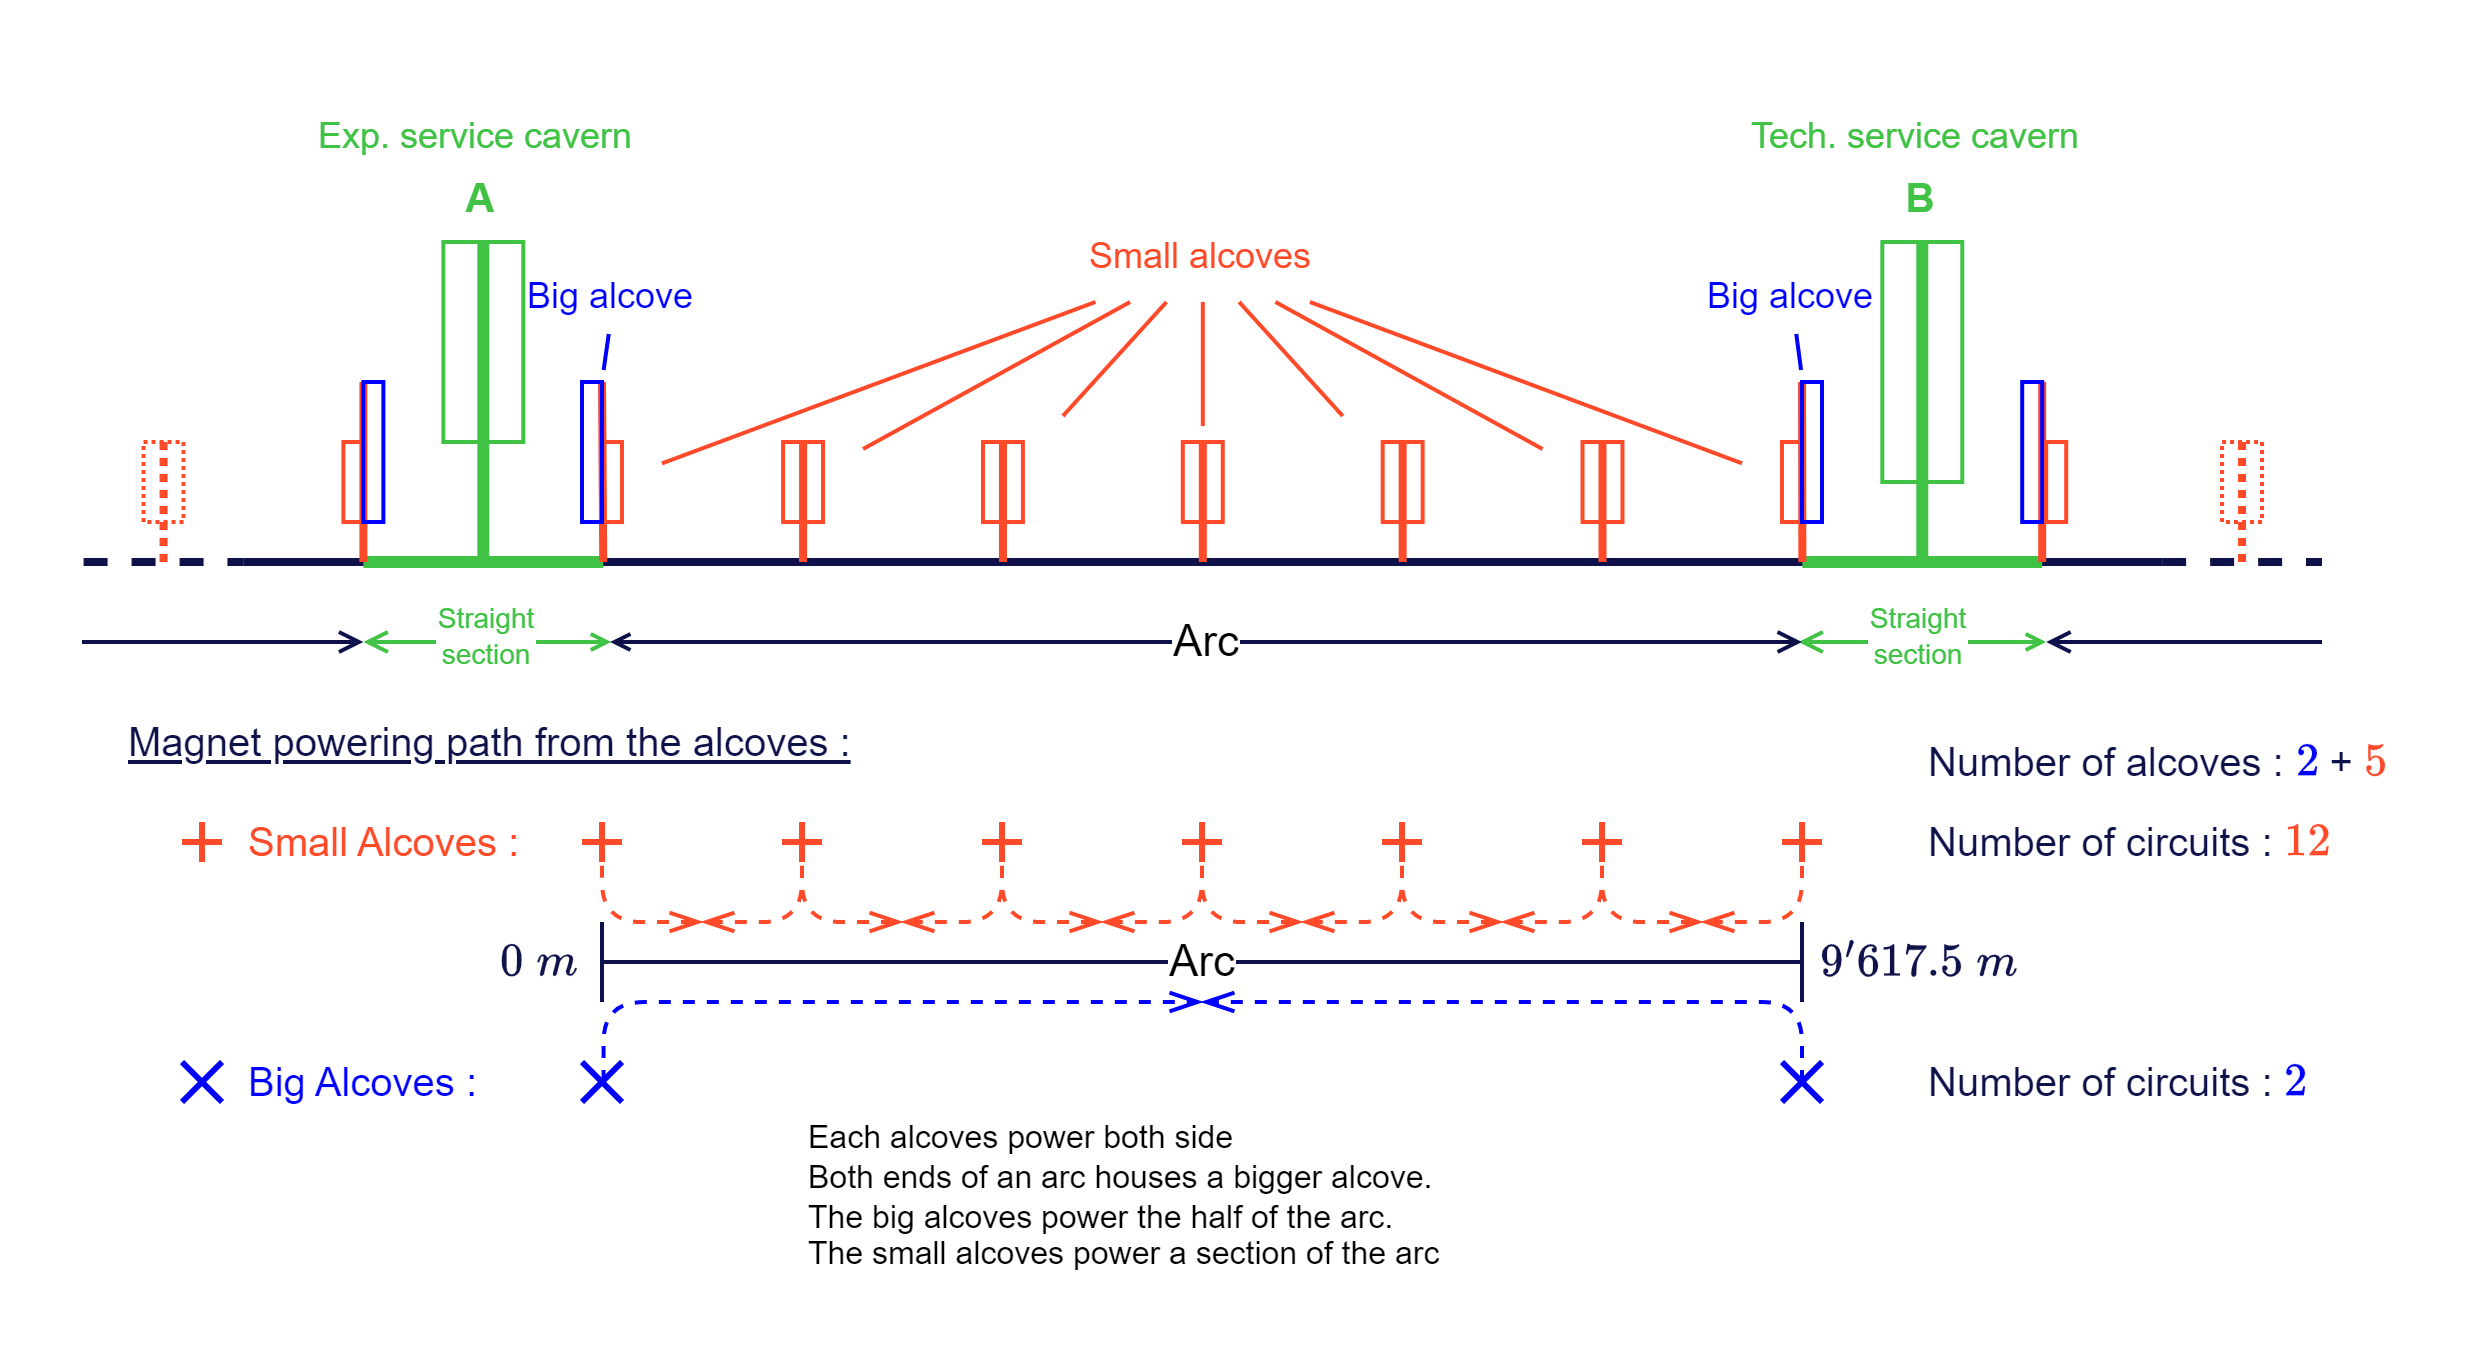 Exp. service cavern
Tech. service cavern
A
B
Small alcoves
Big alcove
Big alcove
Straight
section
Arc
Straight
section
Magnet powering path from the alcoves :
Number of alcoves : 2 + 5
Small Alcoves :
Number of circuits : 12
0 m
Arc
9'617.5 m
Big Alcoves :
Number of circuits : 2
Each alcoves power both side
Both ends of an arc houses a bigger alcove.
The big alcoves power the half of the arc.
The small alcoves power a section of the arc